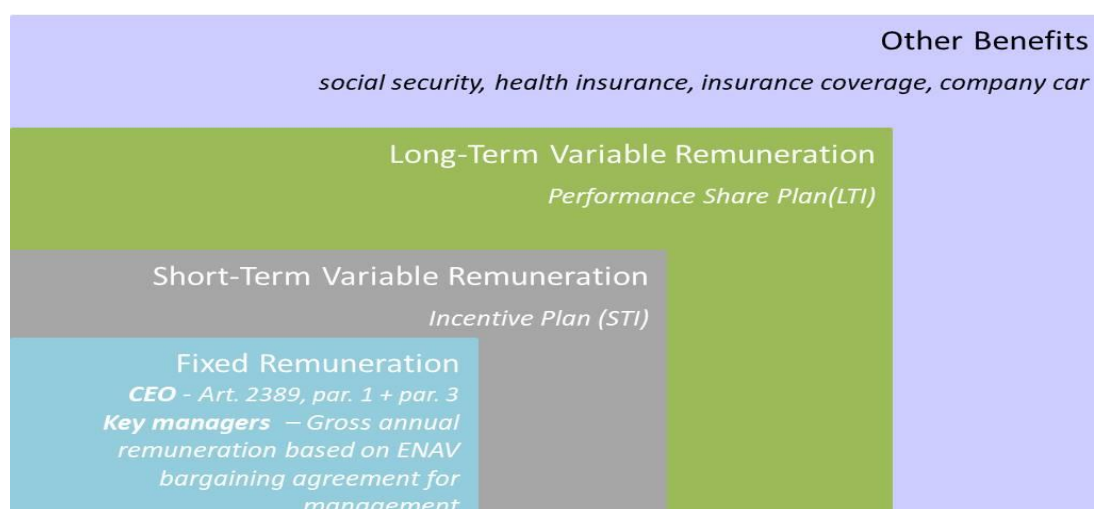 Other Benefits
social security, health insurance, insurance coverage, company car
Long-Term Variable Remuneration
Performance Share Plan(LTI)
Short-Term Variable Remuneration
Incentive Plan (STI)
Fixed Remuneration
CEO - Art. 2389, par. 1 + par. 3
Key managers – Gross annual
remuneration based on ENAV
bargaining agreement for
management